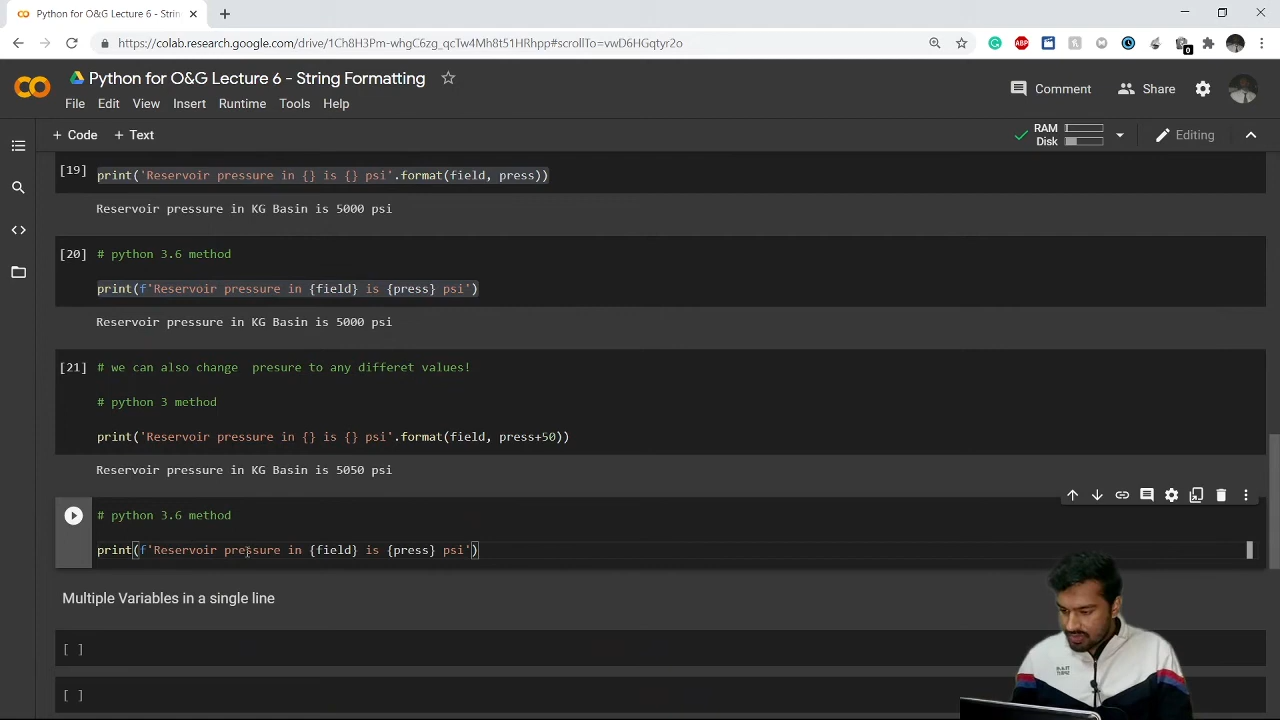 Python for O&G Lecture 6 - Strin
https://colab.research.google.com/drive/1Ch8H3Pm-whgC6zg_qcTw4Mh8t51HRhpp#scrollTo=vwD6HGqtyr2o
ABP
0
Python for O&G Lecture 6 - String Formatting
File Edit View Insert Runtime Tools Help
Comment
Share
+ Code + Text
RAM
Disk
Editing
[19] print('Reservoir pressure in {} is {} psi'.format(field, press))
Reservoir pressure in KG Basin is 5000 psi
[20] # python 3.6 method
print(f'Reservoir pressure in {field} is {press} psi')
Reservoir pressure in KG Basin is 5000 psi
[21] # we can also change  presure to any differet values!
# python 3 method
print('Reservoir pressure in {} is {} psi'.format(field, press+50))
Reservoir pressure in KG Basin is 5050 psi
# python 3.6 method
print(f'Reservoir pressure in {field} is {press} psi')
Multiple Variables in a single line
[ ]
[ ]